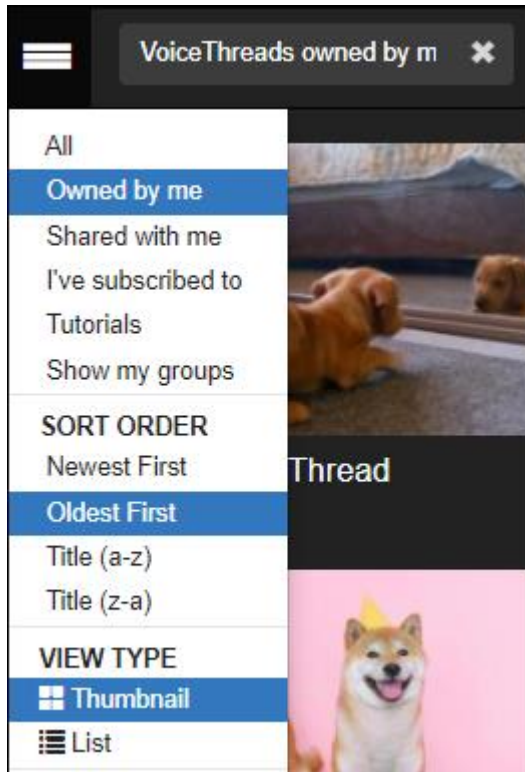 VoiceThreads owned by m
All
Owned by me
Shared with me
I've subscribed to
Tutorials
Show my groups
SORT ORDER
Newest First
Thread
Oldest First
Title (a-z)
Title (z-a)
VIEW TYPE
Thumbnail
List